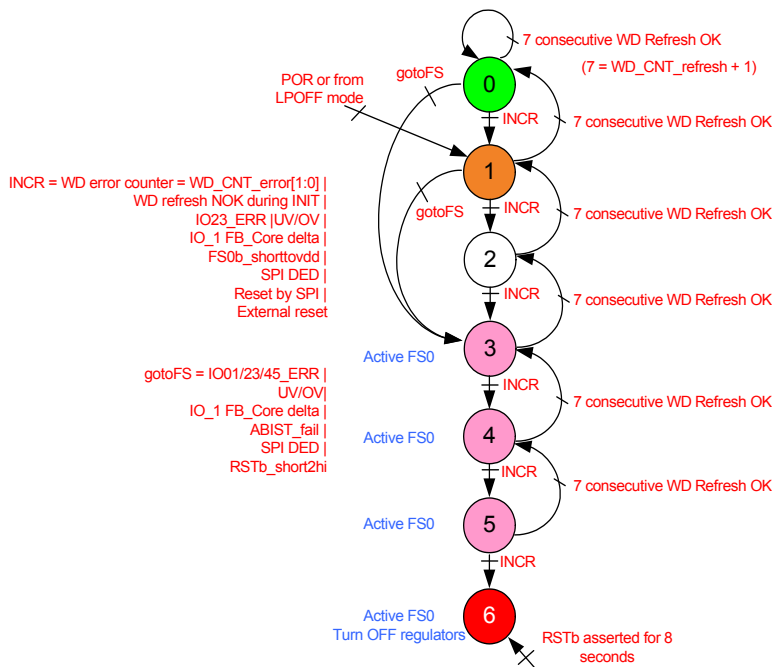 7 consecutive WD Refresh OK
(7 = WD_CNT_refresh + 1)
gotoFS
0
POR or from
LPOFF mode
INCR
7 consecutive WD Refresh OK
1
INCR = WD error counter = WD_CNT_error[1:0] |
WD refresh NOK during INIT |
IO23_ERR |UV/OV |
IO_1 FB_Core delta |
FS0b_shorttovdd |
SPI DED |
Reset by SPI |
External reset
gotoFS
INCR
7 consecutive WD Refresh OK
2
INCR
7 consecutive WD Refresh OK
3
Active FS0
gotoFS = IO01/23/45_ERR |
UV/OV|
IO_1 FB_Core delta |
ABIST_fail |
SPI DED |
RSTb_short2hi
INCR
7 consecutive WD Refresh OK
Active FS0
4
INCR
7 consecutive WD Refresh OK
Active FS0
5
INCR
Active FS0
Turn OFF regulators
6
RSTb asserted for 8
seconds